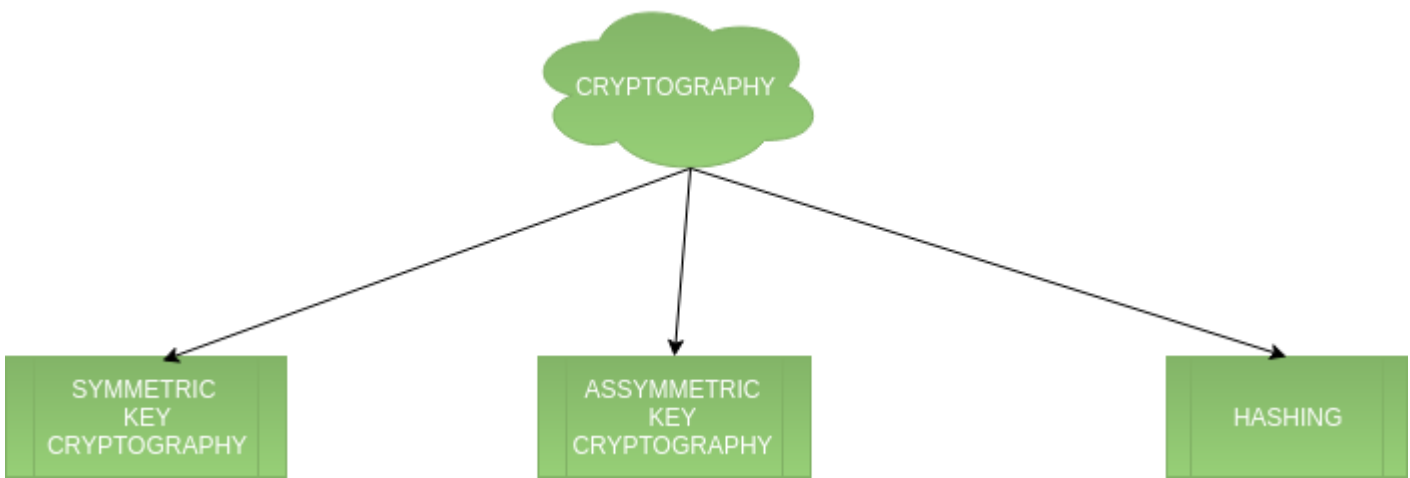 CRYPTOGRAPHY
SYMMETRIC
KEY
CRYPTOGRAPHY
ASSYMMETRIC
KEY
CRYPTOGRAPHY
HASHING